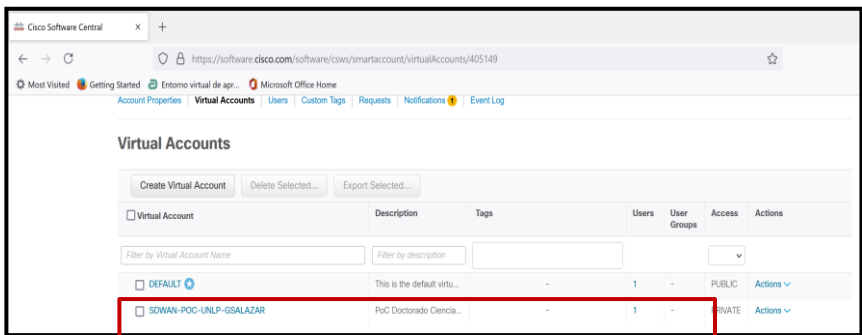 Cisco Software Central
https://software.cisco.com/software/csws/smartaccount/virtualAccounts/405149
Most Visited Getting Started Entorno virtual de apr... Microsoft Office Home
Account Properties | Virtual Accounts | Users | Custom Tags | Requests | Notifications 1 | Event Log
Virtual Accounts
Create Virtual Account Delete Selected... Export Selected...
Virtual Account Description Tags Users User Groups Access Actions
Filter by Virtual Account Name Filter by description
DEFAULT This is the default virtu... - 1 - PUBLIC Actions
SDWAN-POC-UNLP-GSALAZAR PoC Doctorado Ciencia... - 1 - PRIVATE Actions